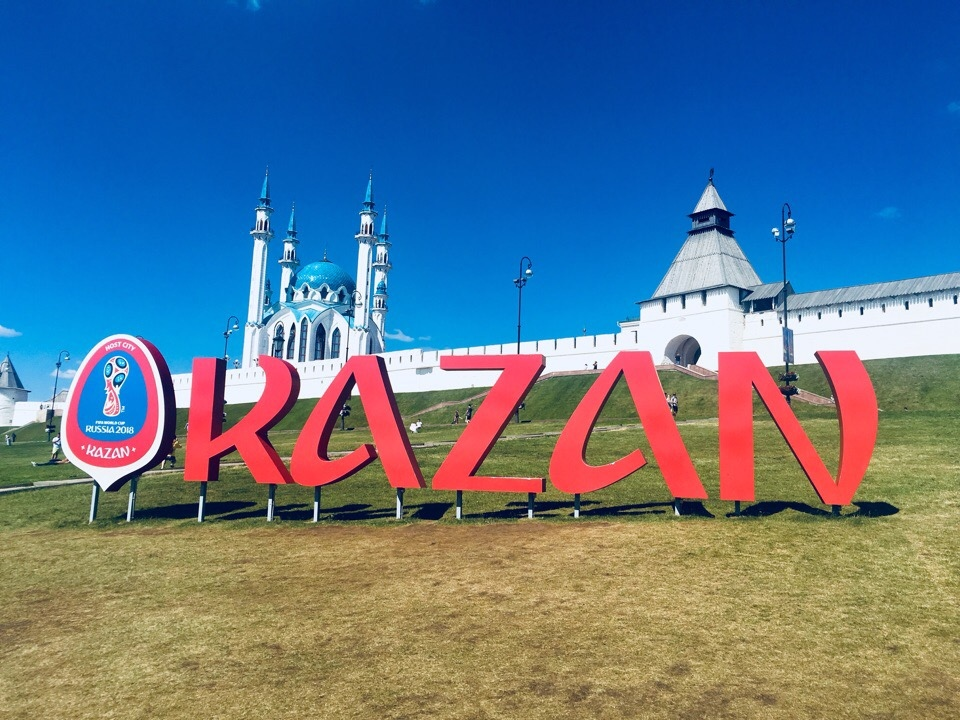 HOST CITY
FIFA WORLD CUP
RUSSIA 2018
KAZAN
KAZAN